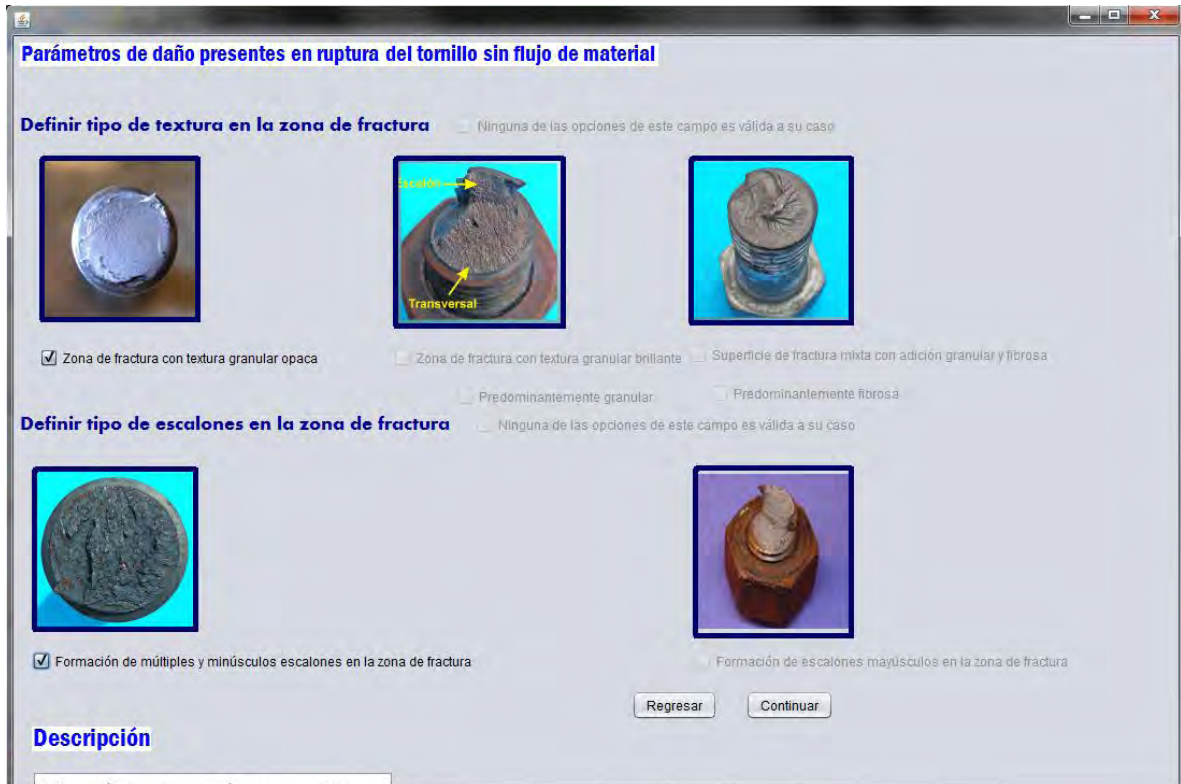 Parámetros de daño presentes en ruptura del tornillo sin flujo de material
Definir tipo de textura en la zona de fractura
Ninguna de las opciones de este campo es válida a su caso
Escalón
Transversal
Zona de fractura con textura granular opaca
Zona de fractura con textura granular brillante
Superficie de fractura mixta con adición granular y fibrosa
Predominantemente granular
Predominantemente fibrosa
Definir tipo de escalones en la zona de fractura
Ninguna de las opciones de este campo es válida a su caso
Formación de múltiples y minúsculos escalones en la zona de fractura
Formación de escalones mayúsculos en la zona de fractura
Regresar
Continuar
Descripción